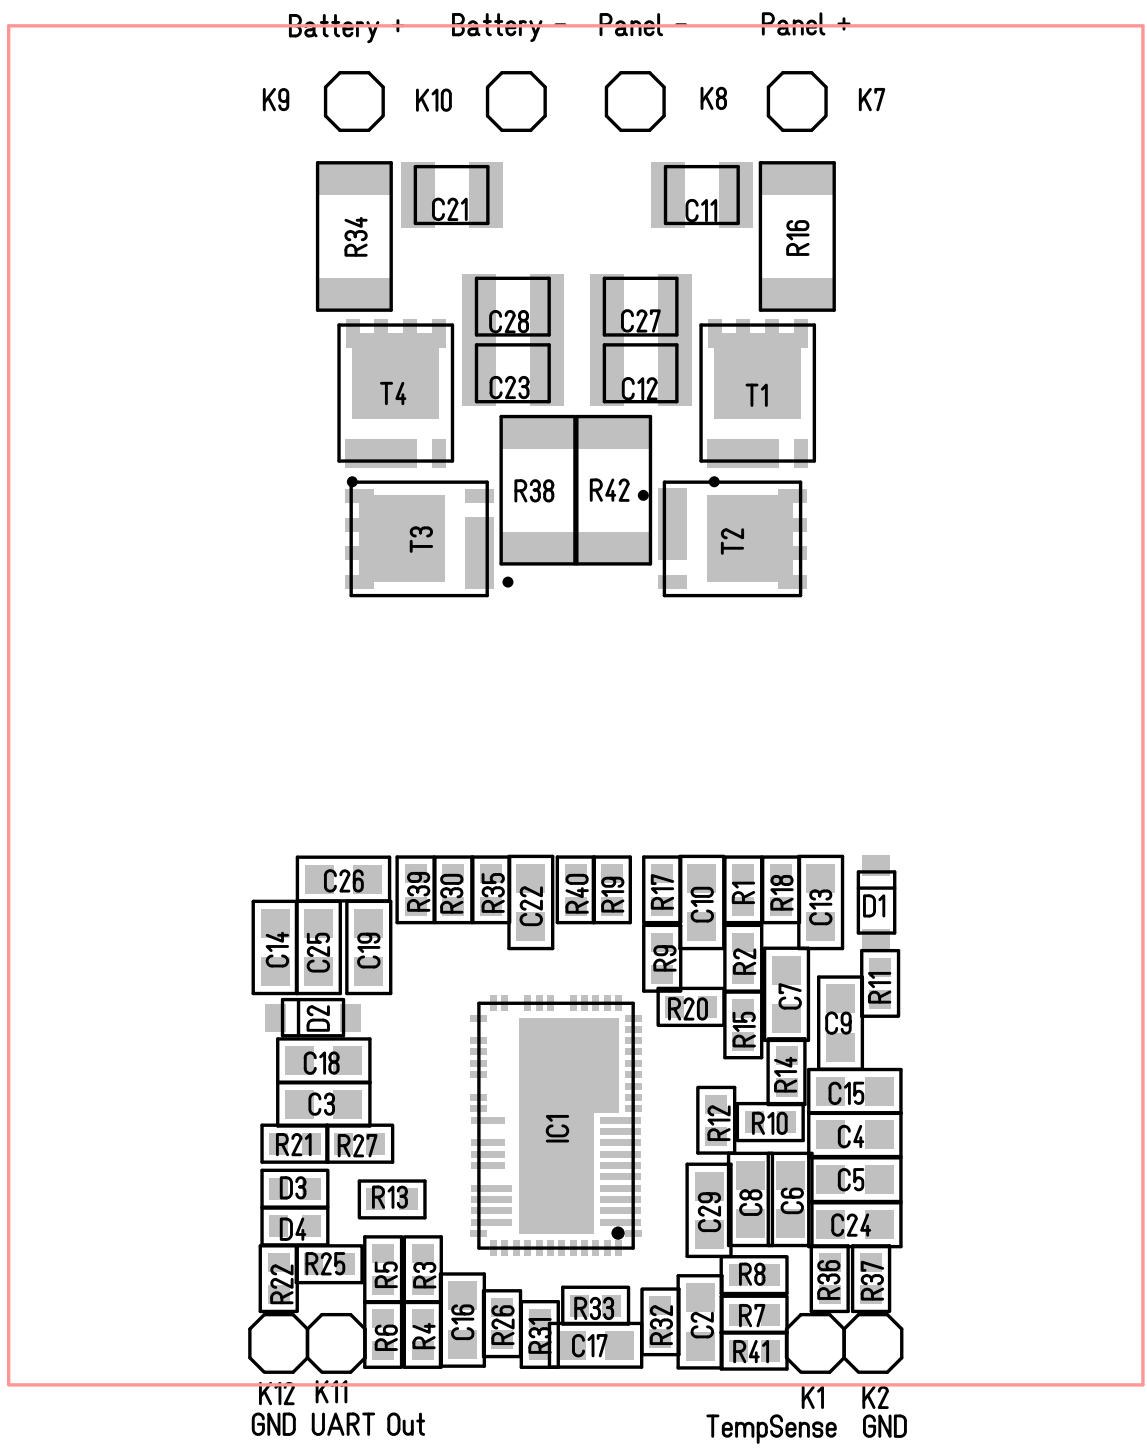 Battery + Battery - Panel - Panel +
K9 K10 K8 K7
C21 C11
R34 R16
C28 C27
T4 C23 C12 T1
R38 R42
T3 T2
C26 R39 R30 R35 C22 R40 R19 R17 C10 R1 R18 C13 D1
C14 C25 C19 R9 R2 C7 R11
D2 R20 R15 C9
C18 R14
C3 IC1 R12 R10 C15
R21 R27 C4
D3 R13 C29 C8 C6 C5
D4 C24
R22 R25 R5 R3 R8 R36 R37
R6 R4 C16 R26 R31 R33 R32 C2 R7
C17 R41
K12 K11 K1 K2
GND UART Out TempSense GND